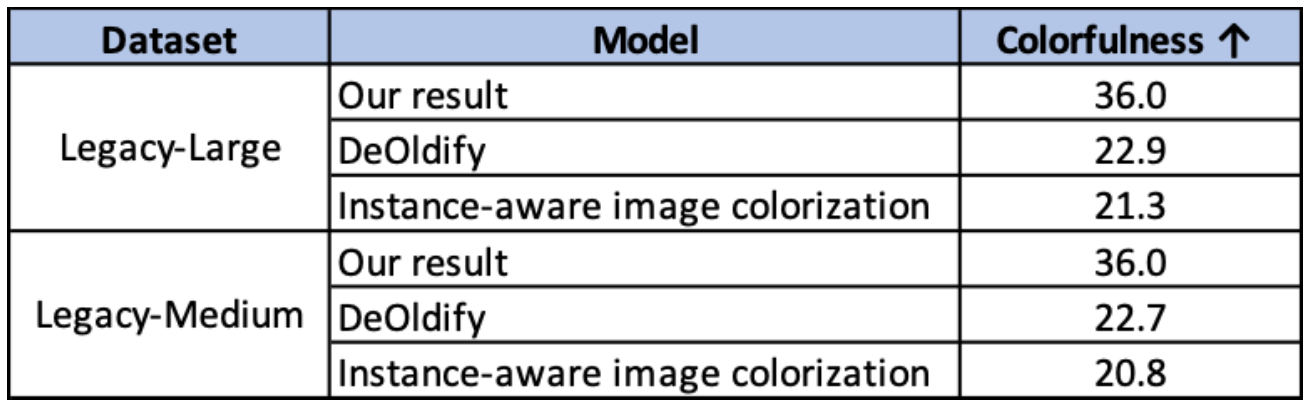 Dataset Model Colorfulness ↑
Legacy-Large
Our result 36.0
DeOldify 22.9
Instance-aware image colorization 21.3
Legacy-Medium
Our result 36.0
DeOldify 22.7
Instance-aware image colorization 20.8